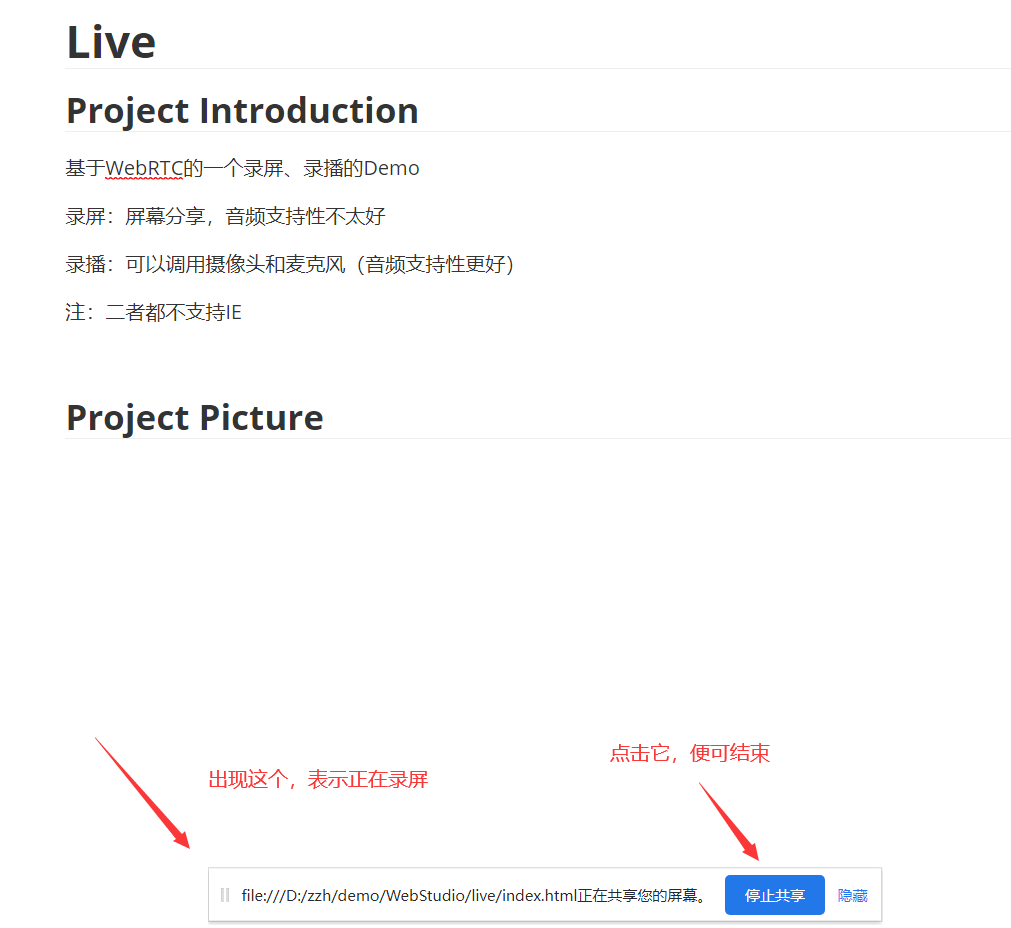 Live
Project Introduction
基于WebRTC的一个录屏、录播的Demo
录屏：屏幕分享，音频支持性不太好
录播：可以调用摄像头和麦克风（音频支持性更好）
注：二者都不支持IE
Project Picture
点击它，便可结束
出现这个，表示正在录屏
file:///D:/zzh/demo/WebStudio/live/index.html正在共享您的屏幕。 停止共享 隐藏